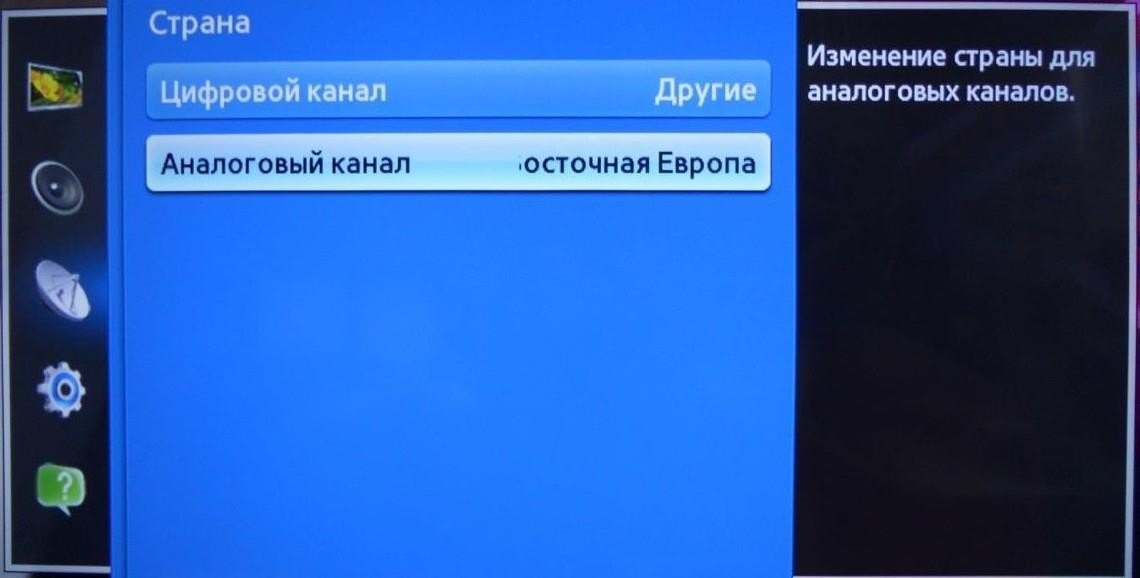 Страна
Цифровой канал Другие
Аналоговый канал осточная Европа
Изменение страны для
аналоговых каналов.
?